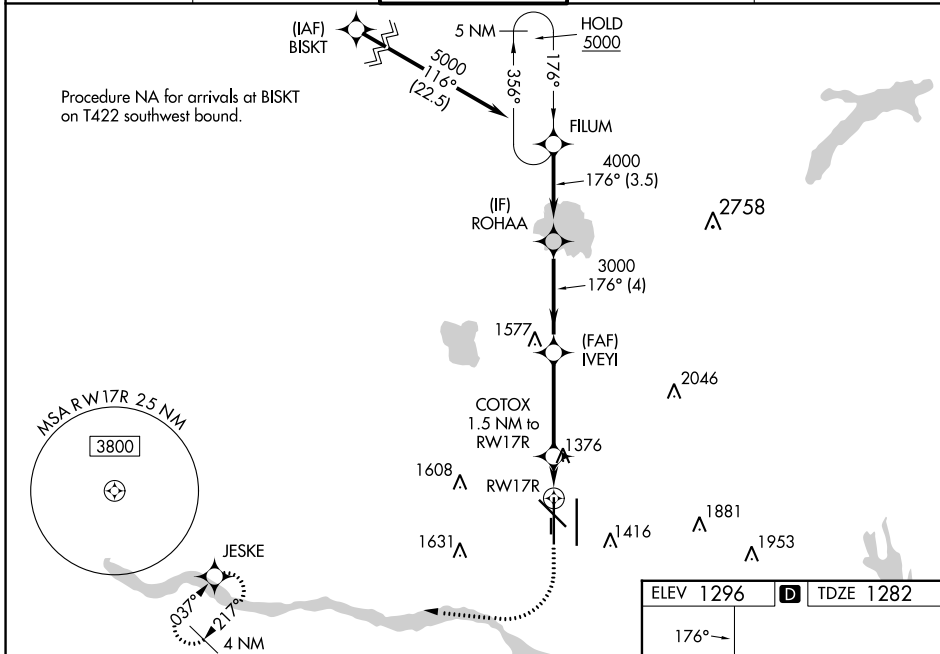 (IAF)
BISKT
5 NM
HOLD
5000
5000
116°
(22.5)
356°
176°
Procedure NA for arrivals at BISKT
on T422 southwest bound.
FILUM
4000
176° (3.5)
(IF)
ROHAA
2758
3000
176° (4)
1577
(FAF)
IVEYI
2046
MSA RW17R 25 NM
3800
COTOX
1.5 NM to
RW17R
1376
1608
RW17R
1881
1416
1631
1953
JESKE
037°
217°
4 NM
ELEV 1296 D TDZE 1282
176°